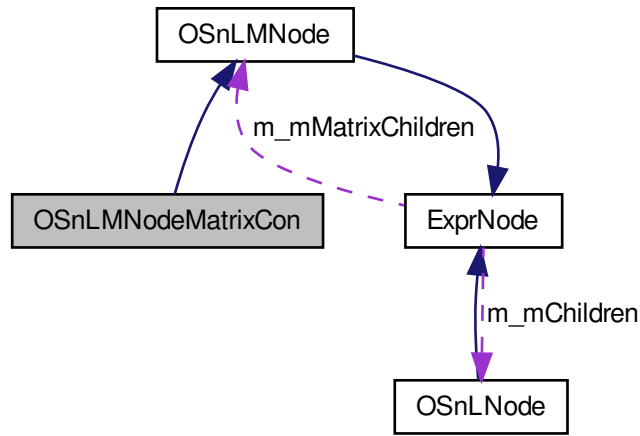 OSnLMNode
m_mMatrixChildren
OSnLMNodeMatrixCon
ExprNode
m_mChildren
OSnLNode